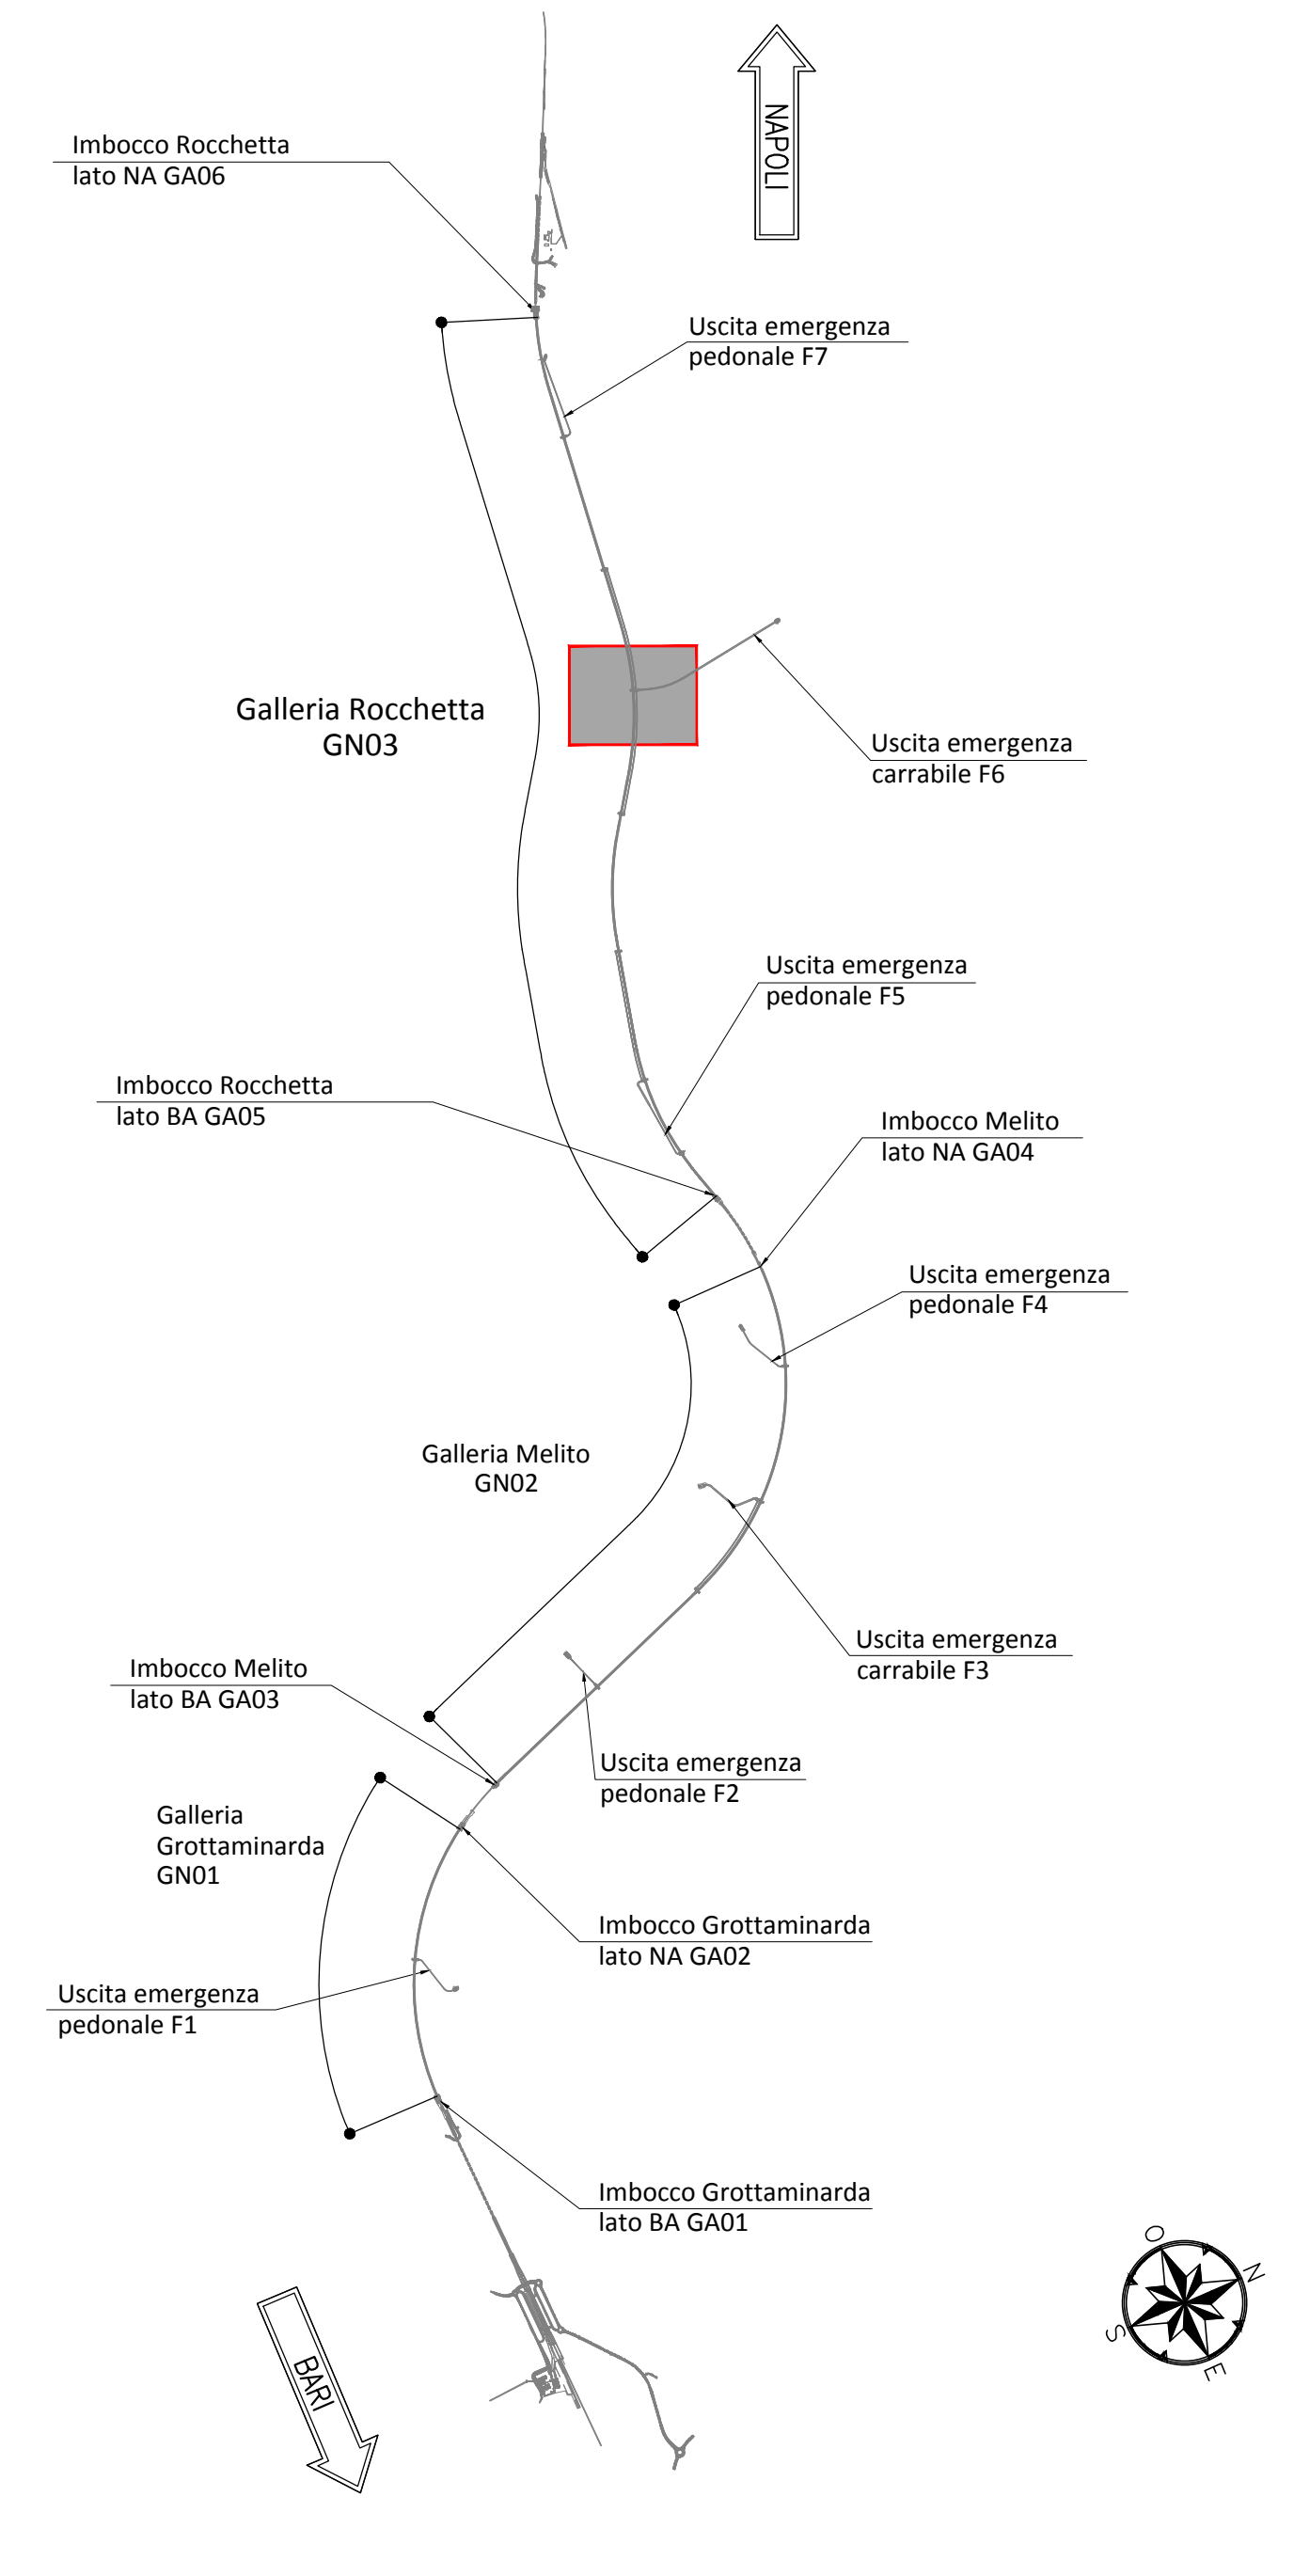 NAPOLI
Imbocco Rocchetta
lato NA GA06
Uscita emergenza
pedonale F7
Galleria Rocchetta
GN03
Uscita emergenza
carrabile F6
Uscita emergenza
pedonale F5
Imbocco Rocchetta
lato BA GA05
Imbocco Melito
lato NA GA04
Uscita emergenza
pedonale F4
Galleria Melito
GN02
Uscita emergenza
carrabile F3
Imbocco Melito
lato BA GA03
Uscita emergenza
pedonale F2
Galleria
Grottaminarda
GN01
Imbocco Grottaminarda
lato NA GA02
Uscita emergenza
pedonale F1
Imbocco Grottaminarda
lato BA GA01
O
N
S
E
BARI